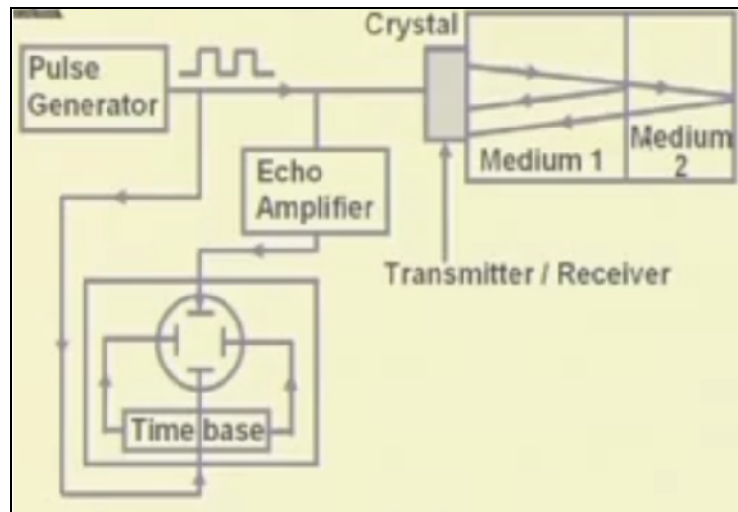 Crystal
Pulse
Generator
Echo
Amplifier
Medium 1
Medium
2
Transmitter / Receiver
Time base